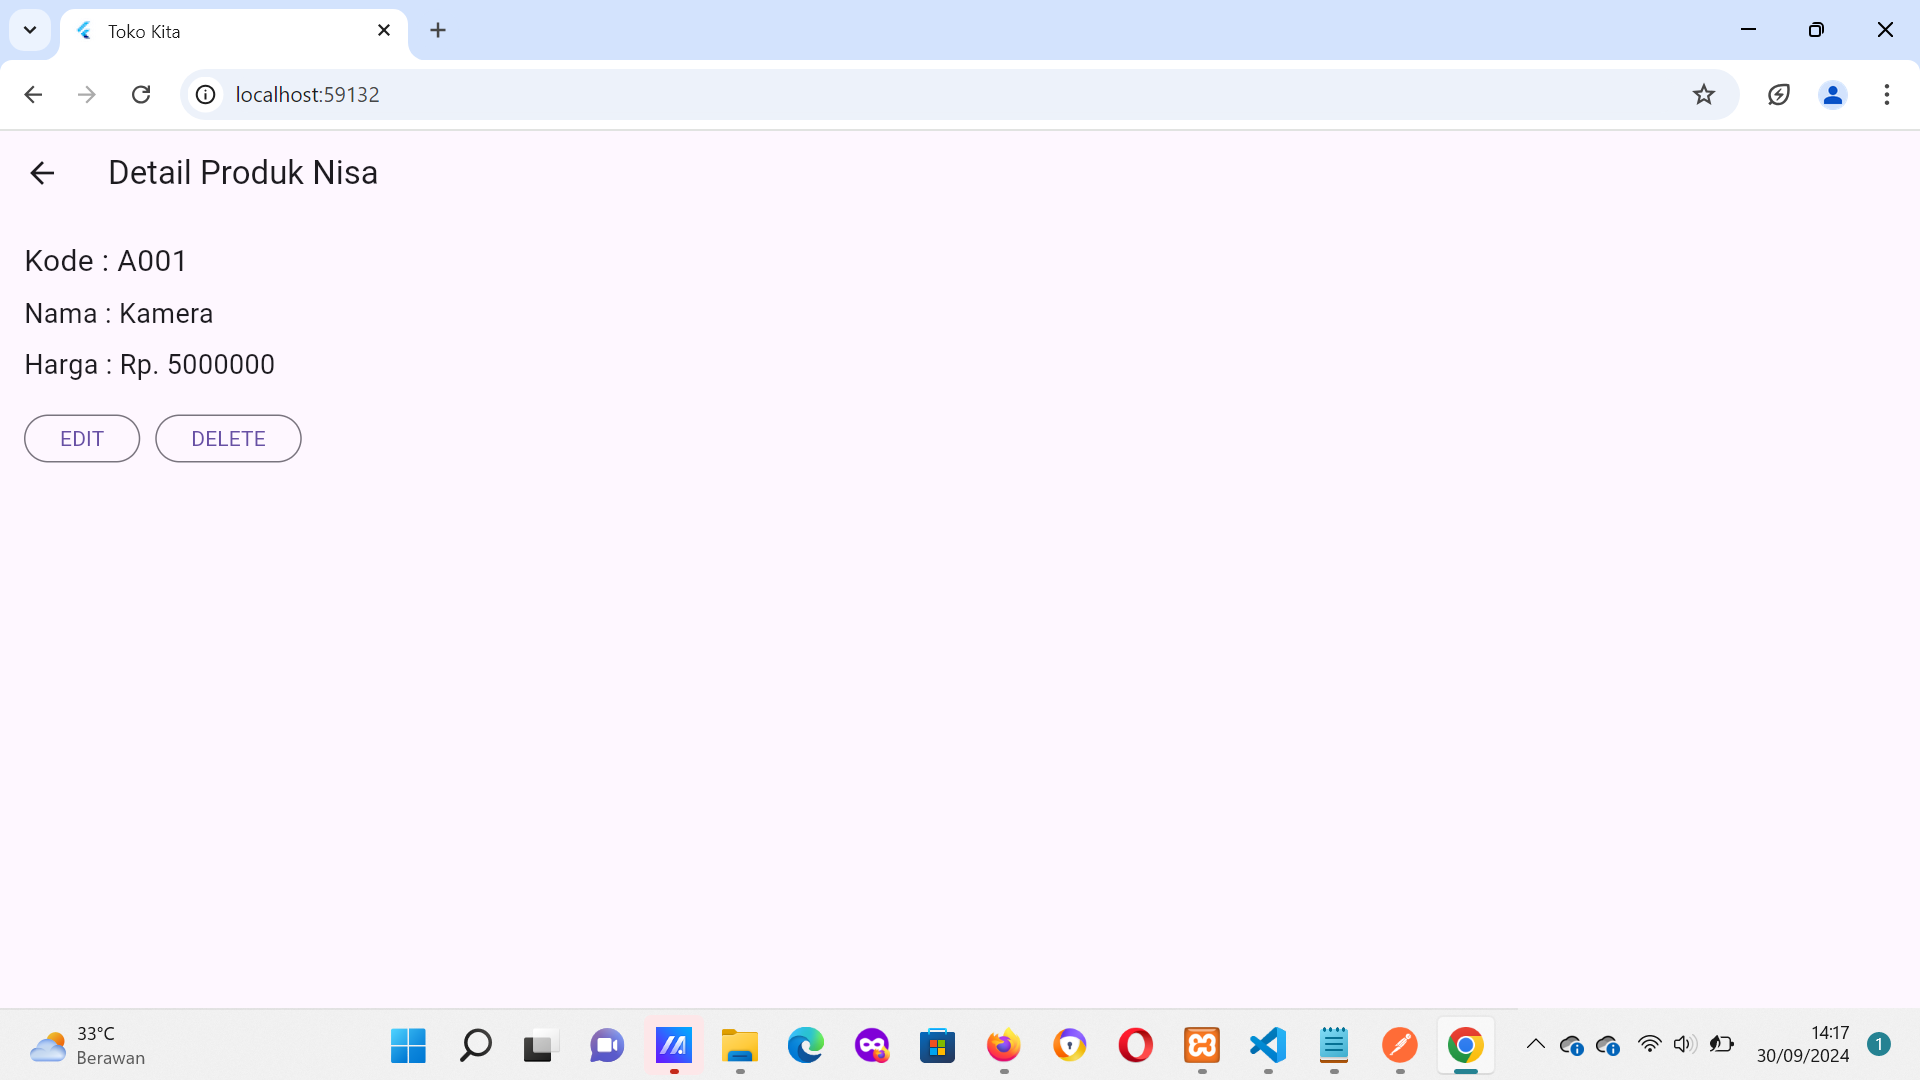 Toko Kita
localhost:59132
Detail Produk Nisa
Kode : A001
Nama : Kamera
Harga : Rp. 5000000
EDIT DELETE
33°C
Berawan
14:17
30/09/2024
1